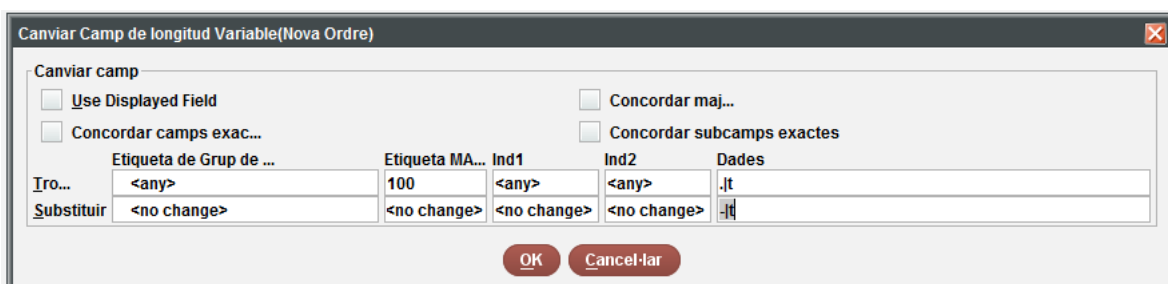 Canviar Camp de longitud Variable(Nova Ordre)
Canviar camp
Use Displayed Field Concordar maj...
Concordar camps exac... Concordar subcamps exactes
Etiqueta de Grup de ... Etiqueta MA... Ind1 Ind2 Dades
Tro... <any> 100 <any> <any> .|t
Substituir <no change> <no change> <no change> <no change> -|t
OK Cancel·lar